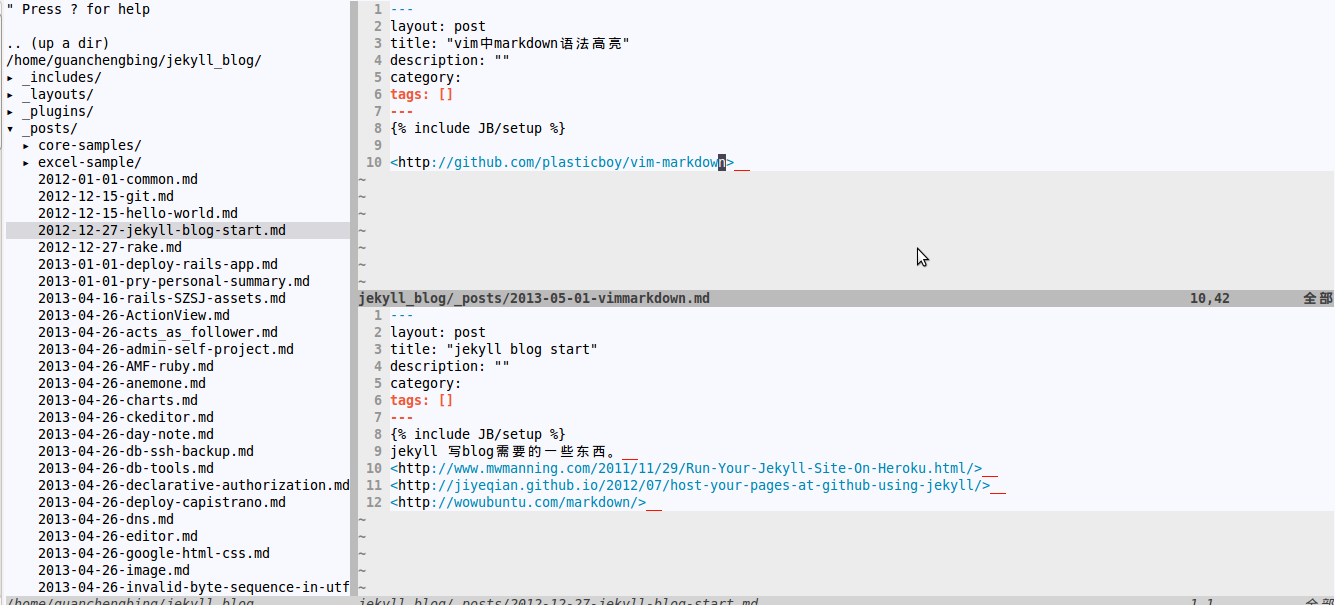 " Press ? for help
.. (up a dir)
/home/guanchengbing/jekyll_blog/
▸ _includes/
▸ _layouts/
▸ _plugins/
▾ _posts/
▸ core-samples/
▸ excel-sample/
2012-01-01-common.md
2012-12-15-git.md
2012-12-15-hello-world.md
2012-12-27-jekyll-blog-start.md
2012-12-27-rake.md
2013-01-01-deploy-rails-app.md
2013-01-01-pry-personal-summary.md
2013-04-16-rails-SZSJ-assets.md
2013-04-26-ActionView.md
2013-04-26-acts_as_follower.md
2013-04-26-admin-self-project.md
2013-04-26-AMF-ruby.md
2013-04-26-anemone.md
2013-04-26-charts.md
2013-04-26-ckeditor.md
2013-04-26-day-note.md
2013-04-26-db-ssh-backup.md
2013-04-26-db-tools.md
2013-04-26-declarative-authorization.md
2013-04-26-deploy-capistrano.md
2013-04-26-dns.md
2013-04-26-editor.md
2013-04-26-google-html-css.md
2013-04-26-image.md
2013-04-26-invalid-byte-sequence-in-utf
/home/guanchengbing/jekyll_blog
1 ---
2 layout: post
3 title: "vim中markdown语法高亮"
4 description: ""
5 category:
6 tags: []
7 ---
8 {% include JB/setup %}
9
10 <http://github.com/plasticboy/vim-markdown>
~
~
~
~
~
~
~
jekyll_blog/_posts/2013-05-01-vimmarkdown.md 10,42 全部
1 ---
2 layout: post
3 title: "jekyll blog start"
4 description: ""
5 category:
6 tags: []
7 ---
8 {% include JB/setup %}
9 jekyll 写blog需要的一些东西。
10 <http://www.mwmanning.com/2011/11/29/Run-Your-Jekyll-Site-On-Heroku.html/>
11 <http://jiyeqian.github.io/2012/07/host-your-pages-at-github-using-jekyll/>
12 <http://wowubuntu.com/markdown/>
~
~
~
~
~
jekyll_blog/_posts/2012-12-27-jekyll-blog-start.md 1,1 全部